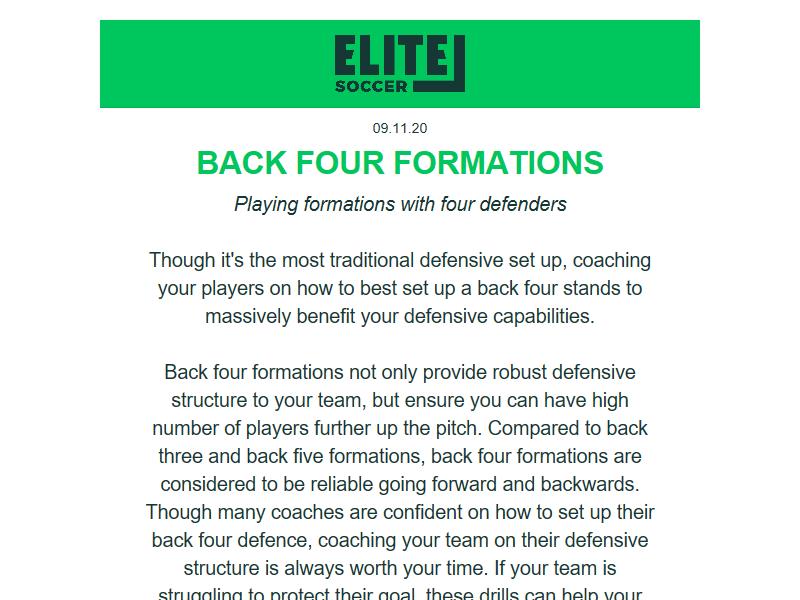 ELITE
SOCCER
09.11.20
BACK FOUR FORMATIONS
Playing formations with four defenders
Though it's the most traditional defensive set up, coaching
your players on how to best set up a back four stands to
massively benefit your defensive capabilities.
Back four formations not only provide robust defensive
structure to your team, but ensure you can have high
number of players further up the pitch. Compared to back
three and back five formations, back four formations are
considered to be reliable going forward and backwards.
Though many coaches are confident on how to set up their
back four defence, coaching your team on their defensive
structure is always worth your time. If your team is
struggling to protect their goal, these drills can help your